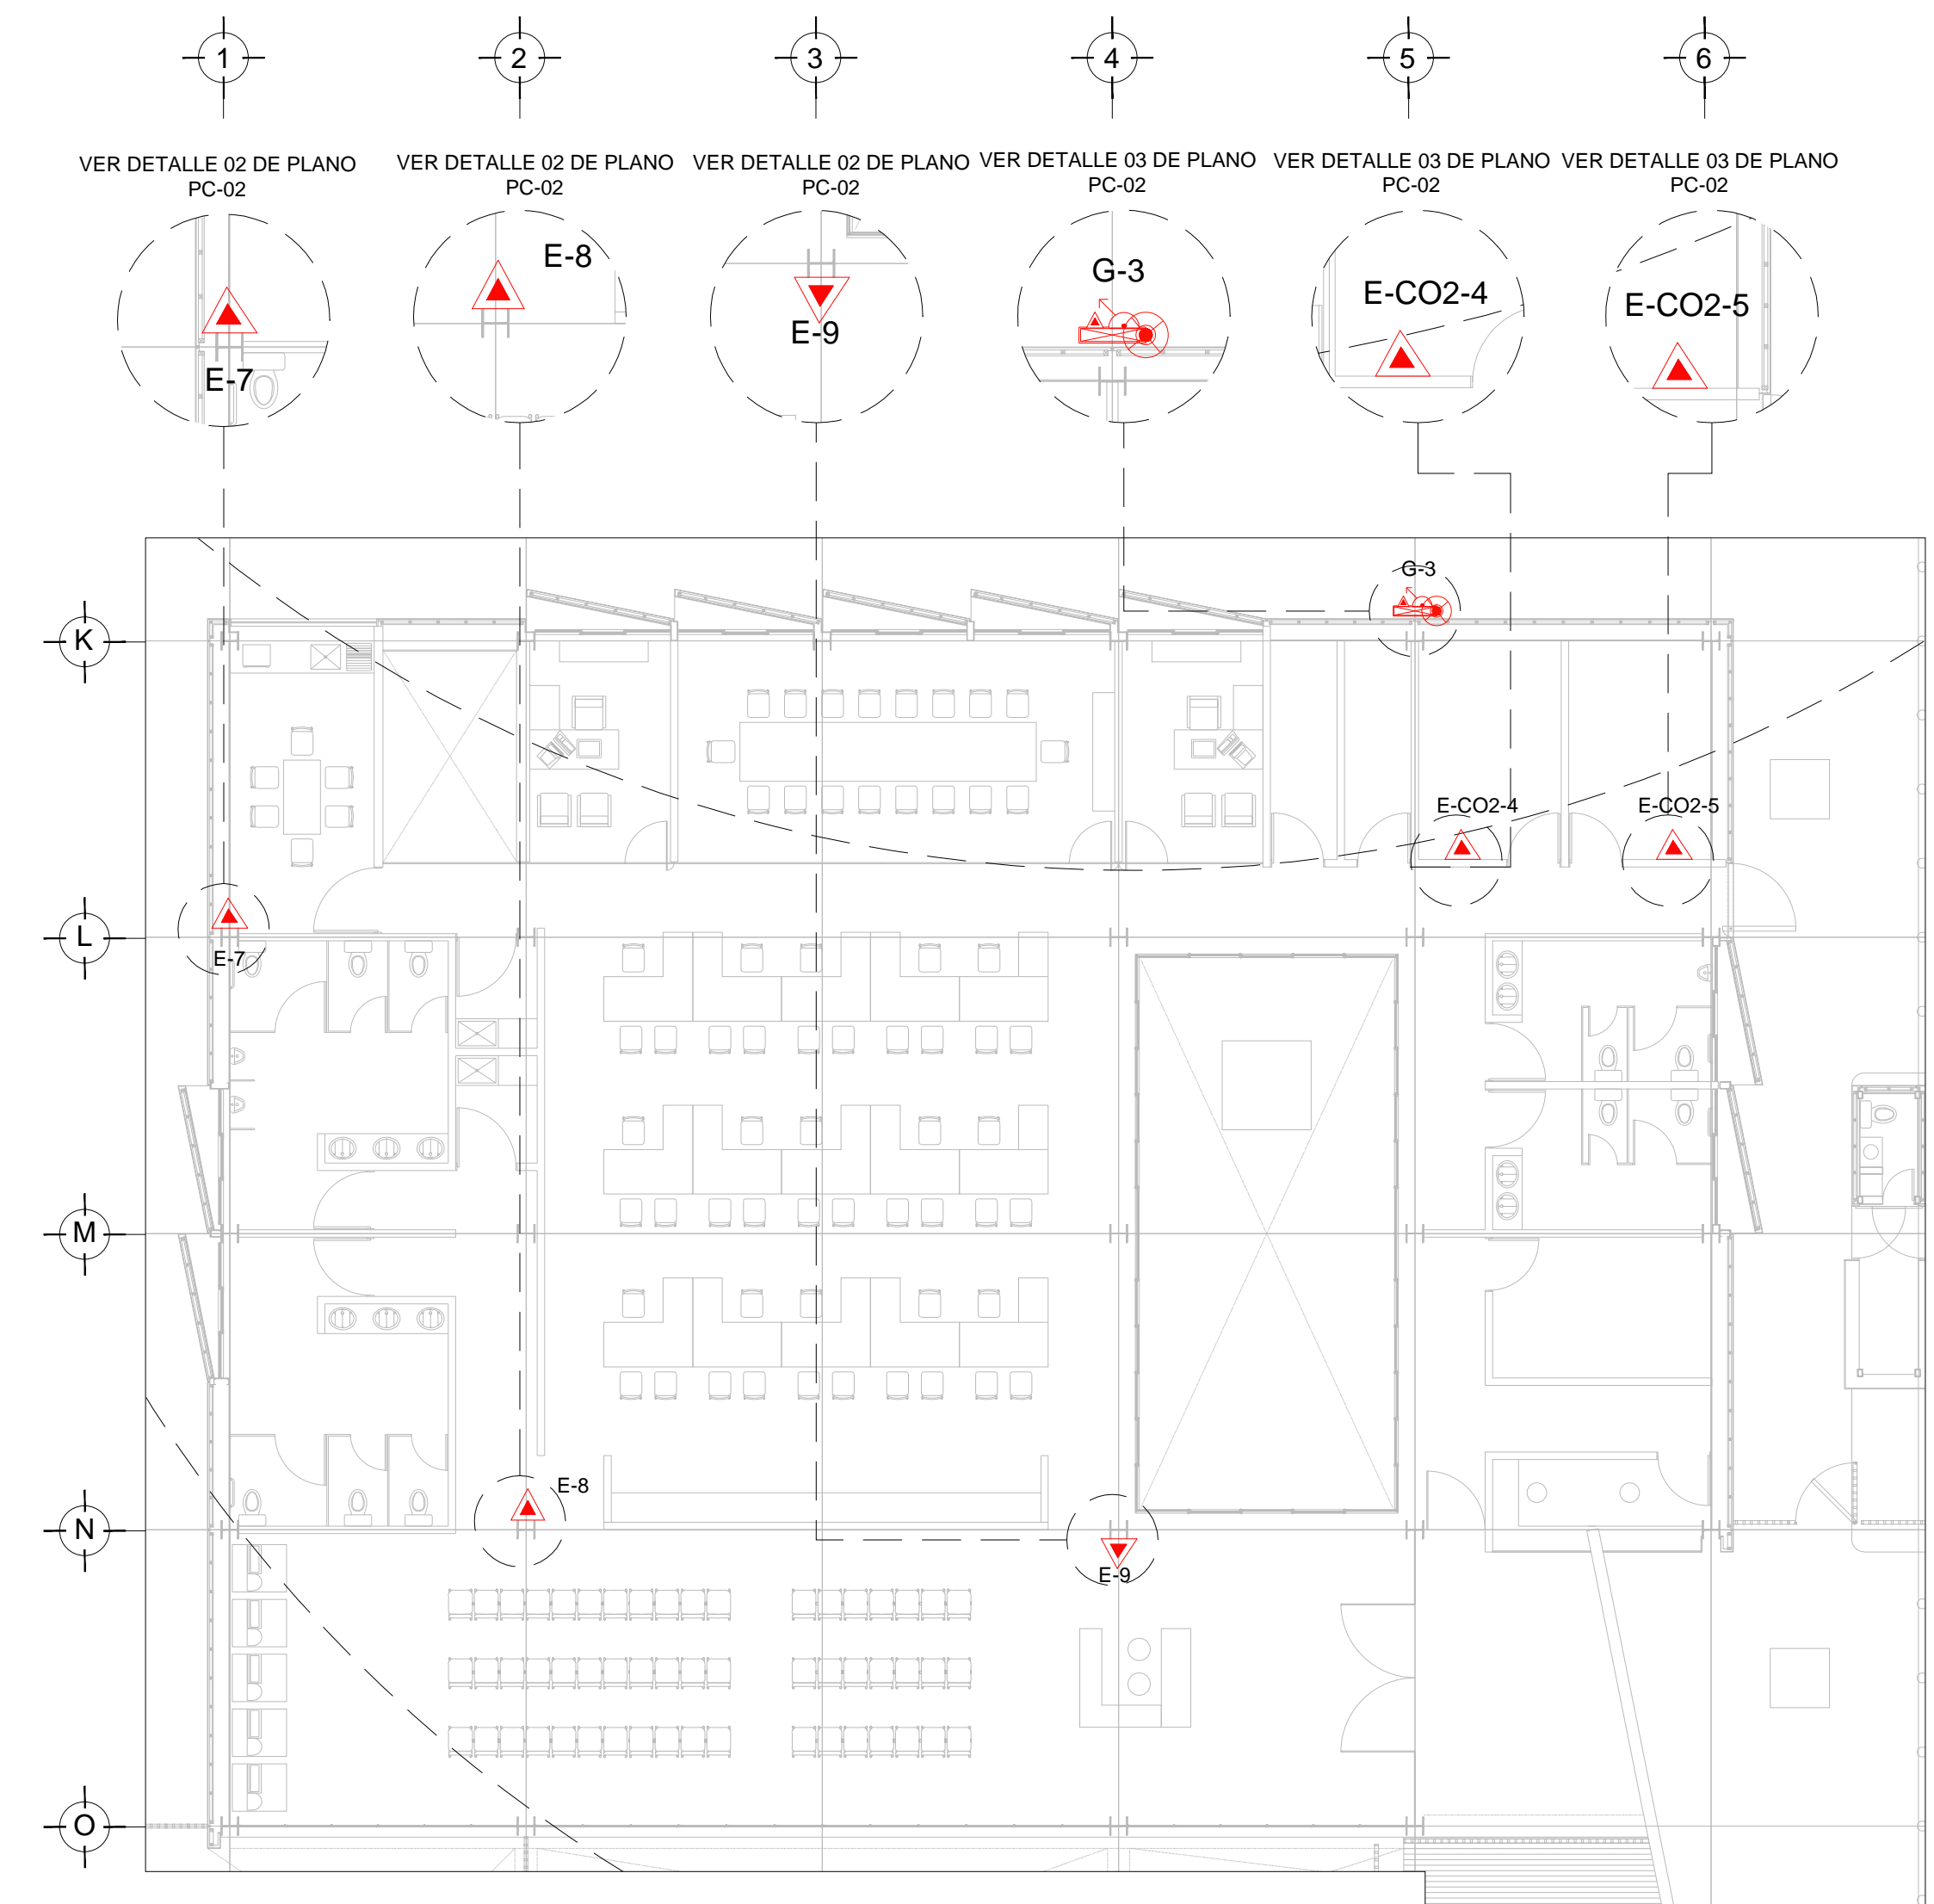 1 2 3 4 5 6
VER DETALLE 02 DE PLANO
PC-02
VER DETALLE 02 DE PLANO
PC-02
VER DETALLE 02 DE PLANO
PC-02
VER DETALLE 03 DE PLANO
PC-02
VER DETALLE 03 DE PLANO
PC-02
VER DETALLE 03 DE PLANO
PC-02
E-7
E-8
E-9
G-3
E-CO2-4
E-CO2-5
G-3
K
E-CO2-4
E-CO2-5
L
E-7
M
E-8
N
E-9
O